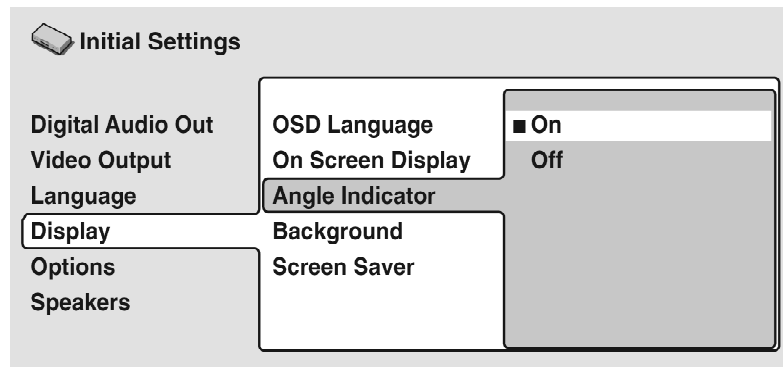 Initial Settings
Digital Audio Out
Video Output
Language
Display
Options
Speakers
OSD Language
On Screen Display
Angle Indicator
Background
Screen Saver
On
Off